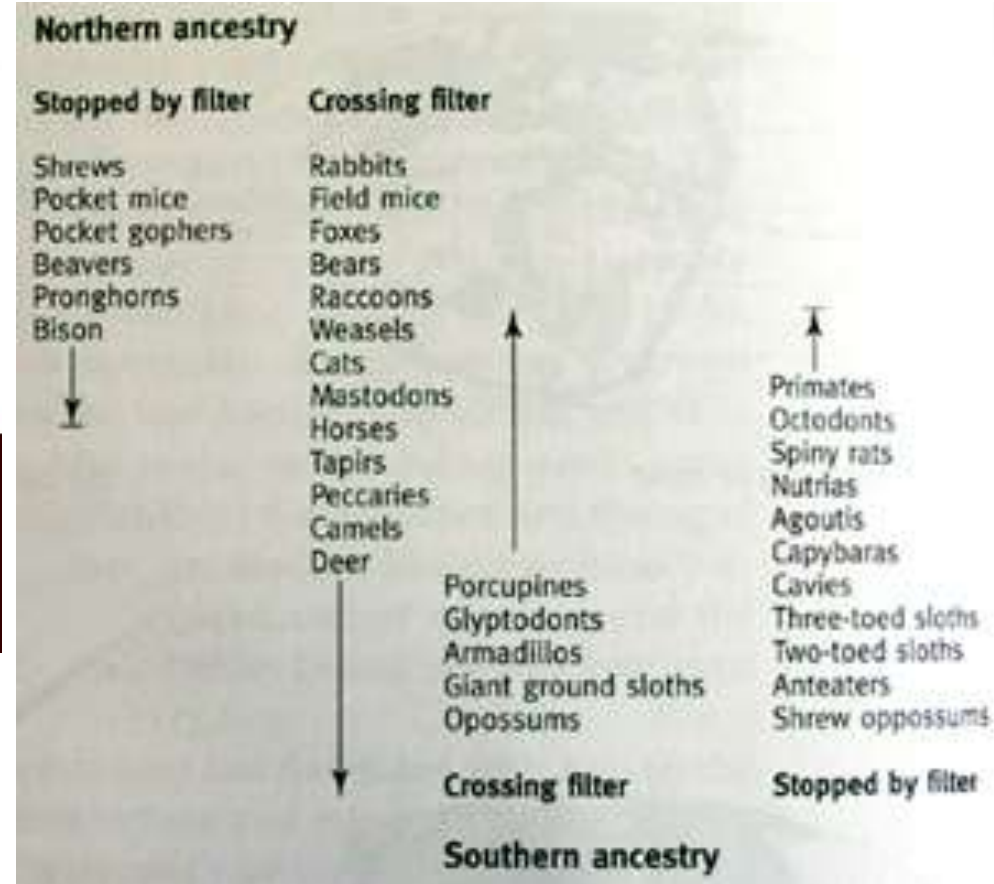 Northern ancestry
Stopped by filter
Shrews
Pocket mice
Pocket gophers
Beavers
Pronghorns
Bison
Crossing filter
Rabbits
Field mice
Foxes
Bears
Raccoons
Weasels
Cats
Mastodons
Horses
Tapirs
Peccaries
Camels
Deer
Porcupines
Glyptodonts
Armadillos
Giant ground sloths
Opossums
Crossing filter
Primates
Octodonts
Spiny rats
Nutrias
Agoutis
Capybaras
Cavies
Three-toed sloths
Two-toed sloths
Anteaters
Shrew oppossums
Stopped by filter
Southern ancestry